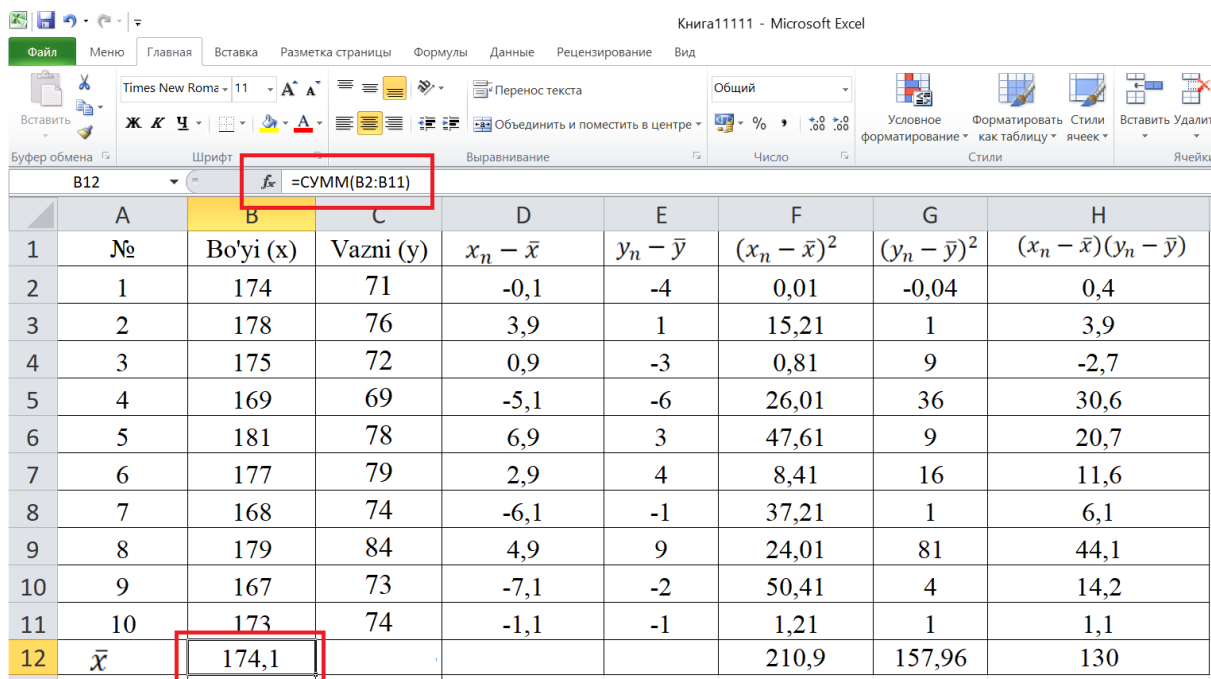 Книга11111 - Microsoft Excel
Файл Меню Главная Вставка Разметка страницы Формулы Данные Рецензирование Вид
Times New Roma 11 Перенос текста Общий
Вставить Ж К Ч Объединить и поместить в центре % ,00 ,0 Условное форматирование Форматировать как таблицу Стили ячеек Вставить Удалит
Буфер обмена Шрифт Выравнивание Число Стили Ячейк
B12 fx =СУММ(B2:B11)
A B C D E F G H
1 № Bo'yi (x) Vazni (y) xₙ − x̄ yₙ − ȳ (xₙ − x̄)² (yₙ − ȳ)² (xₙ − x̄)(yₙ − ȳ)
2 1 174 71 -0,1 -4 0,01 -0,04 0,4
3 2 178 76 3,9 1 15,21 1 3,9
4 3 175 72 0,9 -3 0,81 9 -2,7
5 4 169 69 -5,1 -6 26,01 36 30,6
6 5 181 78 6,9 3 47,61 9 20,7
7 6 177 79 2,9 4 8,41 16 11,6
8 7 168 74 -6,1 -1 37,21 1 6,1
9 8 179 84 4,9 9 24,01 81 44,1
10 9 167 73 -7,1 -2 50,41 4 14,2
11 10 173 74 -1,1 -1 1,21 1 1,1
12 x̄ 174,1 210,9 157,96 130